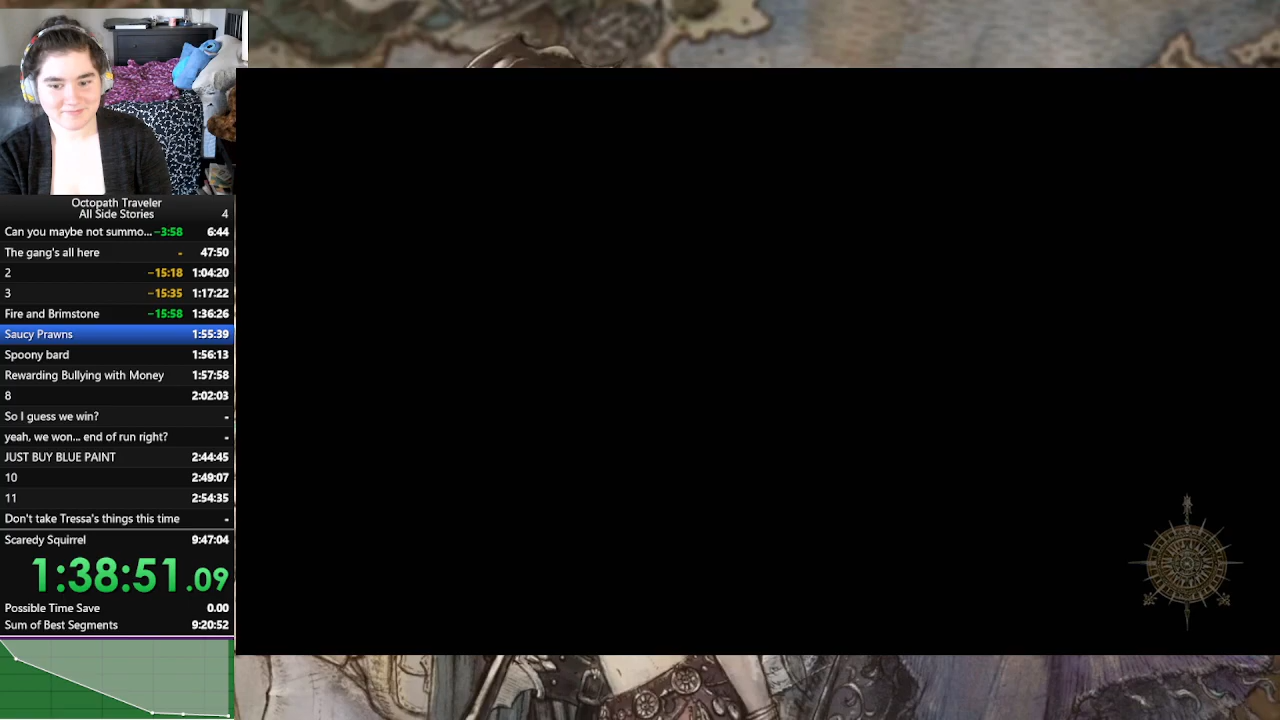 Octopath Traveler
All Side Stories 4
Can you maybe not summo... −3:58 6:44
The gang's all here - 47:50
2 −15:18 1:04:20
3 −15:35 1:17:22
Fire and Brimstone −15:58 1:36:26
Saucy Prawns 1:55:39
Spoony bard 1:56:13
Rewarding Bullying with Money 1:57:58
8 2:02:03
So I guess we win? -
yeah, we won... end of run right? -
JUST BUY BLUE PAINT 2:44:45
10 2:49:07
11 2:54:35
Don't take Tressa's things this time -
Scaredy Squirrel 9:47:04
1:38:51.09
Possible Time Save 0.00
Sum of Best Segments 9:20:52